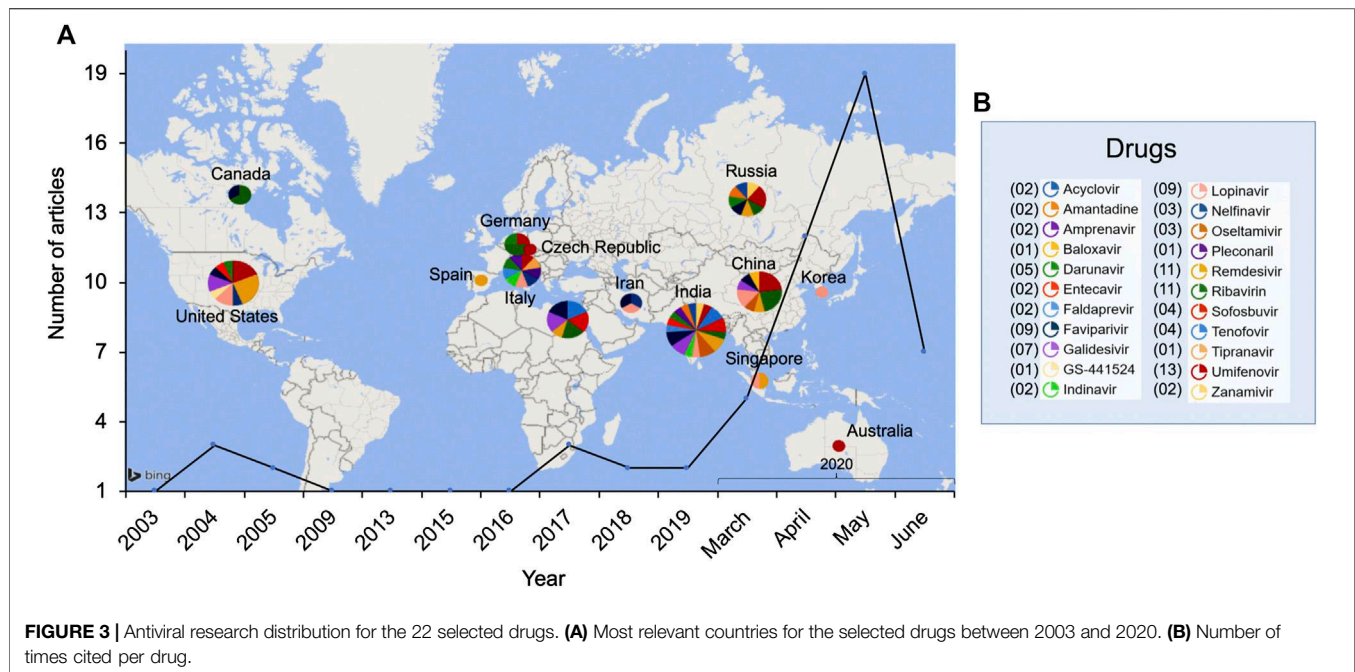 A
Number of articles
19
16
13
10
7
4
1
Canada
Russia
Germany
Czech Republic
Spain
China
Iran
Korea
Italy
India
United States
Singapore
Australia
2020
bing
2003
2004
2005
2009
2013
2015
2016
2017
2018
2019
March
April
May
June
Year
B
Drugs
(02) Acyclovir
(02) Amantadine
(02) Amprenavir
(01) Baloxavir
(05) Darunavir
(02) Entecavir
(02) Faldaprevir
(09) Faviparivir
(07) Galidesivir
(01) GS-441524
(02) Indinavir
(09) Lopinavir
(03) Nelfinavir
(03) Oseltamivir
(01) Pleconaril
(11) Remdesivir
(11) Ribavirin
(04) Sofosbuvir
(04) Tenofovir
(01) Tipranavir
(13) Umifenovir
(02) Zanamivir
FIGURE 3 | Antiviral research distribution for the 22 selected drugs. (A) Most relevant countries for the selected drugs between 2003 and 2020. (B) Number of
times cited per drug.